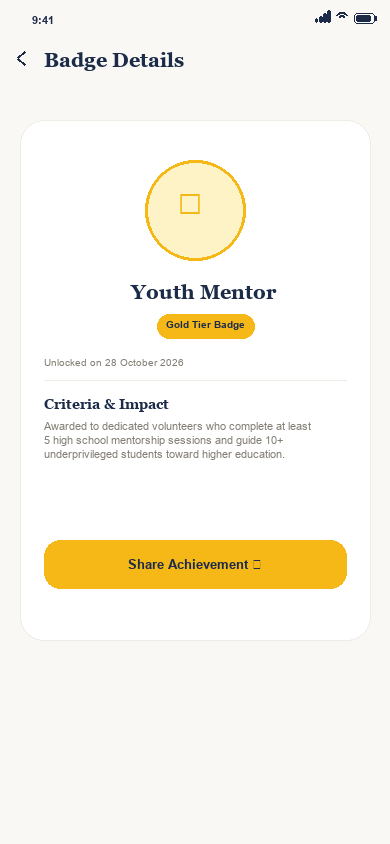 9:41
Badge Details
Youth Mentor
Gold Tier Badge
Unlocked on 28 October 2026
Criteria & Impact
Awarded to dedicated volunteers who complete at least
5 high school mentorship sessions and guide 10+
underprivileged students toward higher education.
Share Achievement